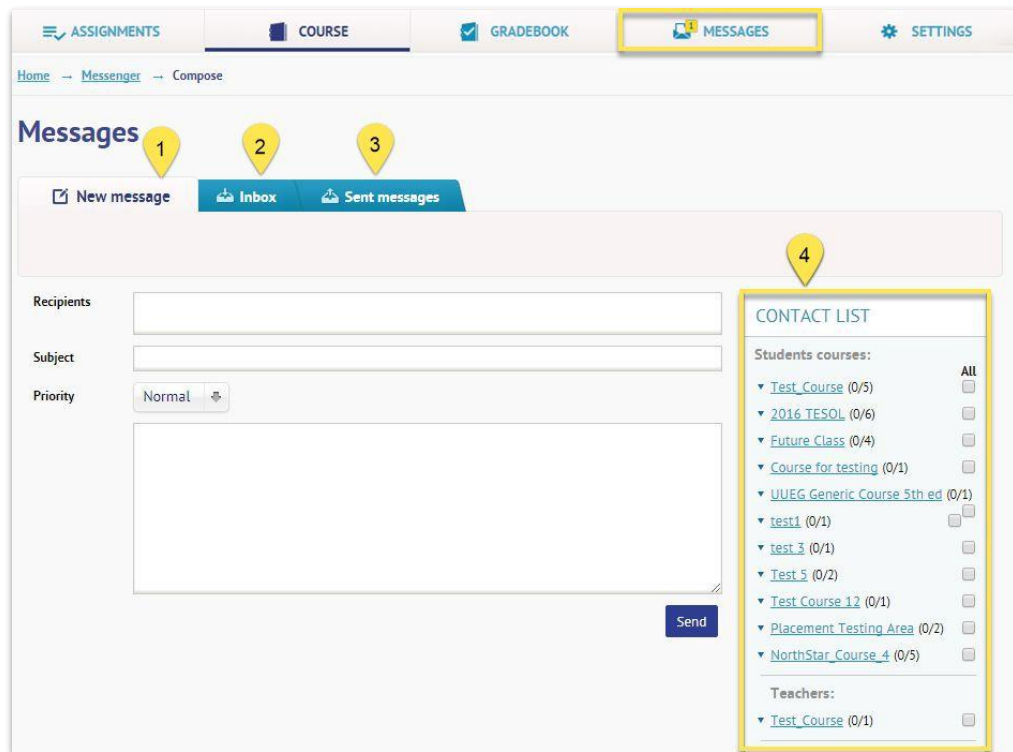 ASSIGNMENTS COURSE GRADEBOOK 1 MESSAGES SETTINGS
Home → Messenger → Compose
Messages
1 2 3
New message Inbox Sent messages
4
Recipients
Subject
Priority Normal
Send
CONTACT LIST
Students courses:
All
Test_Course (0/5)
2016 TESOL (0/6)
Future Class (0/4)
Course for testing (0/1)
UUEG Generic Course 5th ed (0/1)
test1 (0/1)
test 3 (0/1)
Test 5 (0/2)
Test Course 12 (0/1)
Placement Testing Area (0/2)
NorthStar_Course_4 (0/5)
Teachers:
Test_Course (0/1)